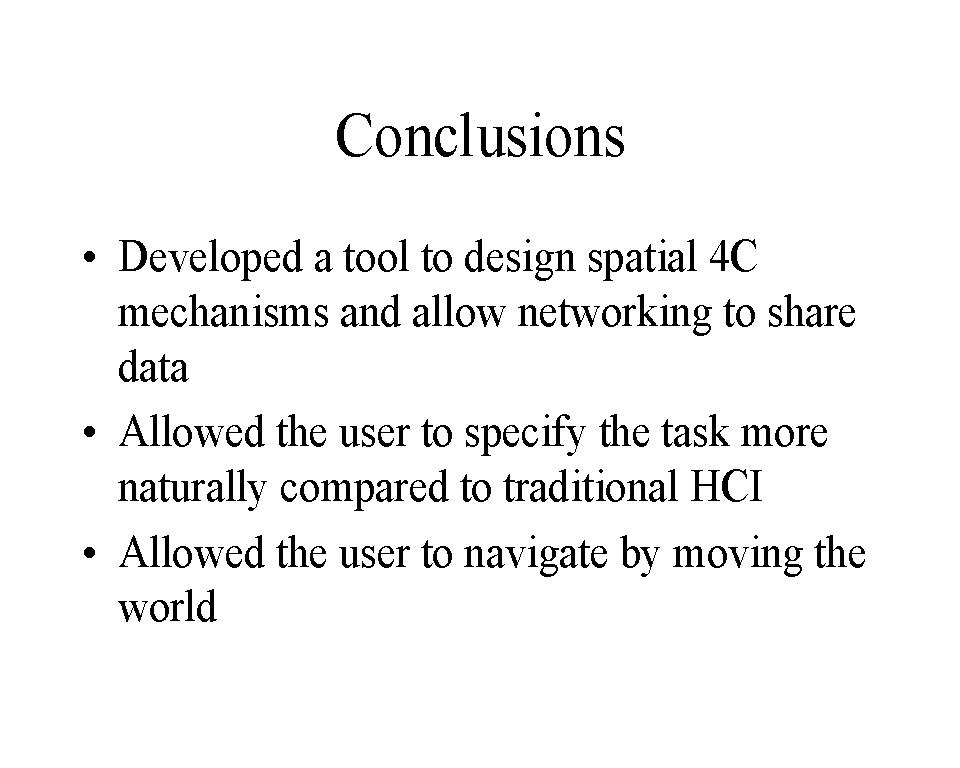 Conclusions
• Developed a tool to design spatial 4C
mechanisms and allow networking to share
data
• Allowed the user to specify the task more
naturally compared to traditional HCI
• Allowed the user to navigate by moving the
world